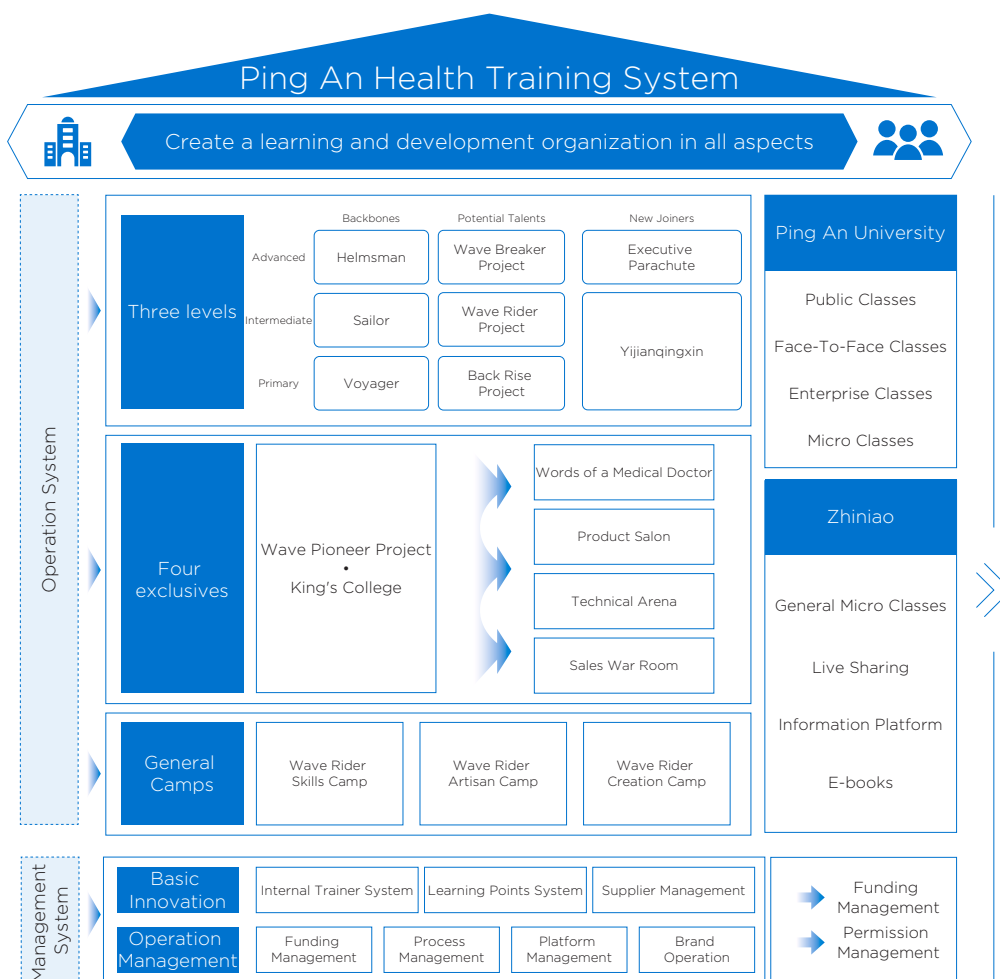 Ping An Health Training System
Create a learning and development organization in all aspects
Operation System
Three levels
Backbones
Potential Talents
New Joiners
Advanced
Helmsman
Wave Breaker
Project
Executive
Parachute
Intermediate
Sailor
Wave Rider
Project
Yijianqingxin
Primary
Voyager
Back Rise
Project
Four
exclusives
Wave Pioneer Project
•
King's College
Words of a Medical Doctor
Product Salon
Technical Arena
Sales War Room
General
Camps
Wave Rider
Skills Camp
Wave Rider
Artisan Camp
Wave Rider
Creation Camp
Ping An University
Public Classes
Face-To-Face Classes
Enterprise Classes
Micro Classes
Zhiniao
General Micro Classes
Live Sharing
Information Platform
E-books
Management
System
Basic
Innovation
Internal Trainer System
Learning Points System
Supplier Management
Operation
Management
Funding
Management
Process
Management
Platform
Management
Brand
Operation
Funding
Management
Permission
Management